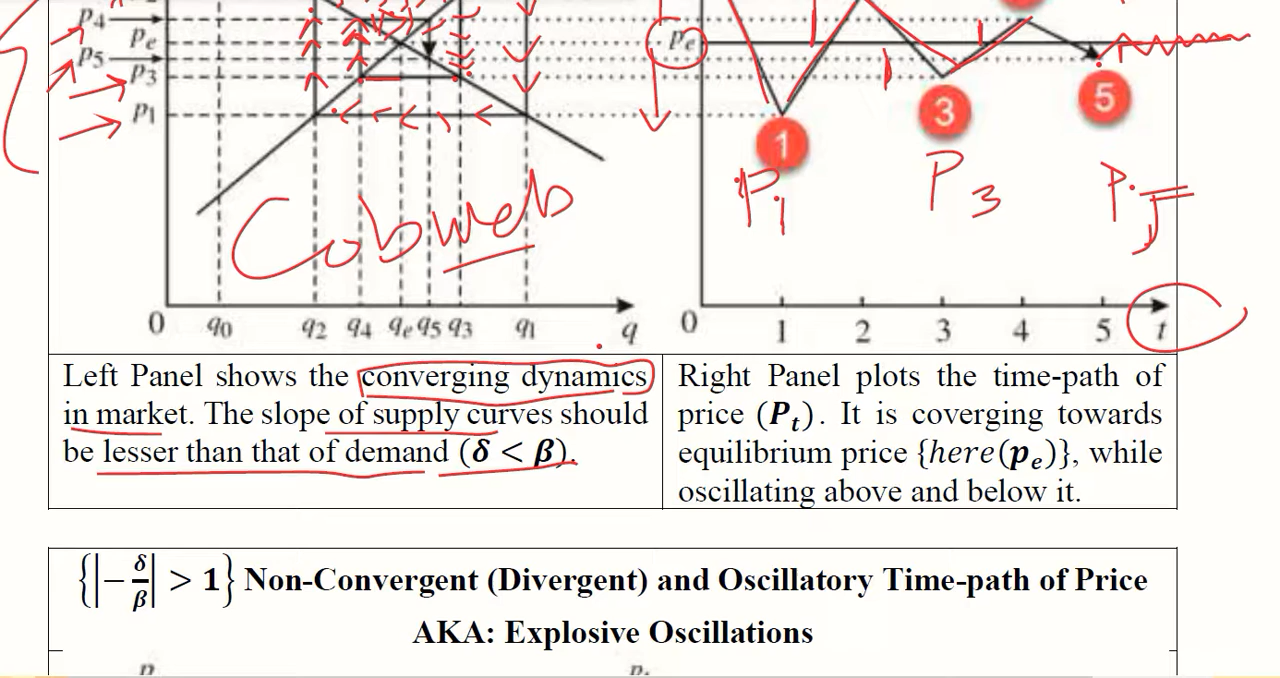 p4
pe
p5
p3
p1
Cobweb
0 q0 q2 q4 qe q5 q3 q1 q
pe
1
3
5
P1
P3
P5
0 1 2 3 4 5 t
Left Panel shows the converging dynamics
in market. The slope of supply curves should
be lesser than that of demand (δ < β).
Right Panel plots the time-path of
price (Pt). It is coverging towards
equilibrium price {here(pe)}, while
oscillating above and below it.
{|−δ/β| > 1} Non-Convergent (Divergent) and Oscillatory Time-path of Price
AKA: Explosive Oscillations